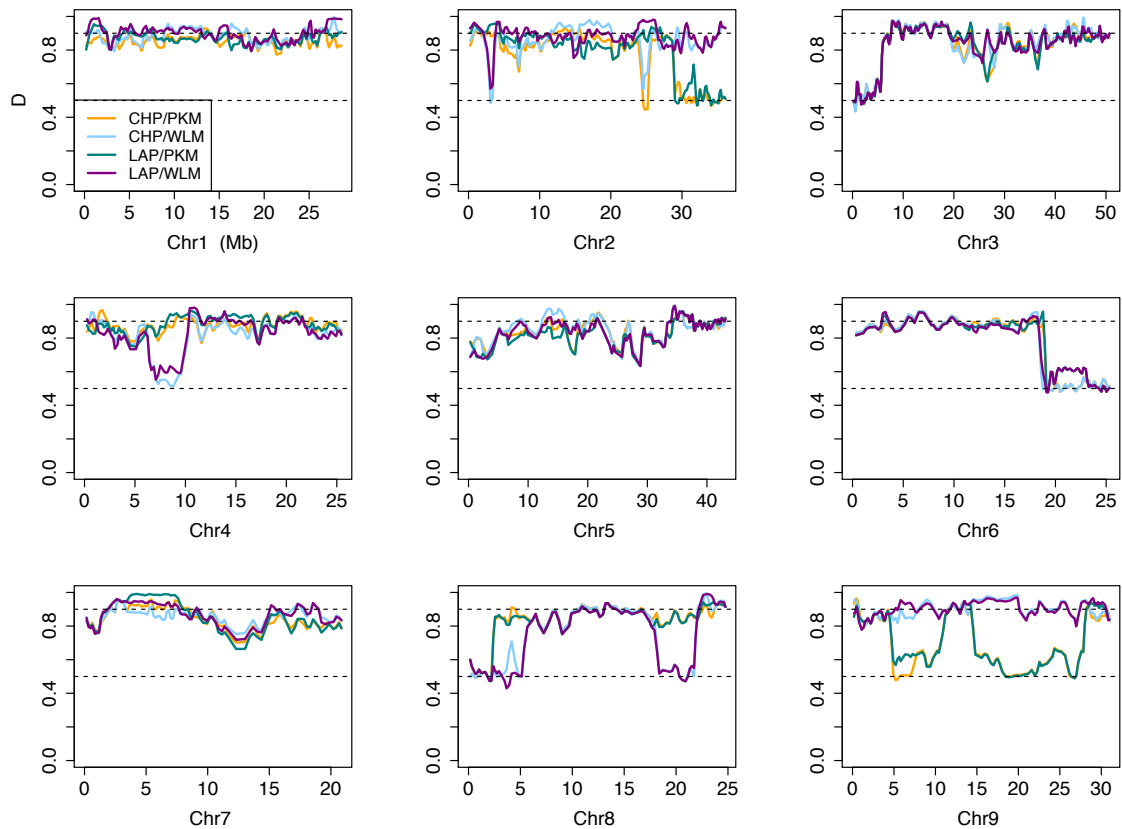 D
0.0 0.4 0.8
CHP/PKM
CHP/WLM
LAP/PKM
LAP/WLM
0 5 10 15 20 25
Chr1 (Mb)
0.0 0.4 0.8
0 10 20 30
Chr2
0.0 0.4 0.8
0 10 20 30 40 50
Chr3
0.0 0.4 0.8
0 5 10 15 20 25
Chr4
0.0 0.4 0.8
0 10 20 30 40
Chr5
0.0 0.4 0.8
0 5 10 15 20 25
Chr6
0.0 0.4 0.8
0 5 10 15 20
Chr7
0.0 0.4 0.8
0 5 10 15 20 25
Chr8
0.0 0.4 0.8
0 5 10 15 20 25 30
Chr9